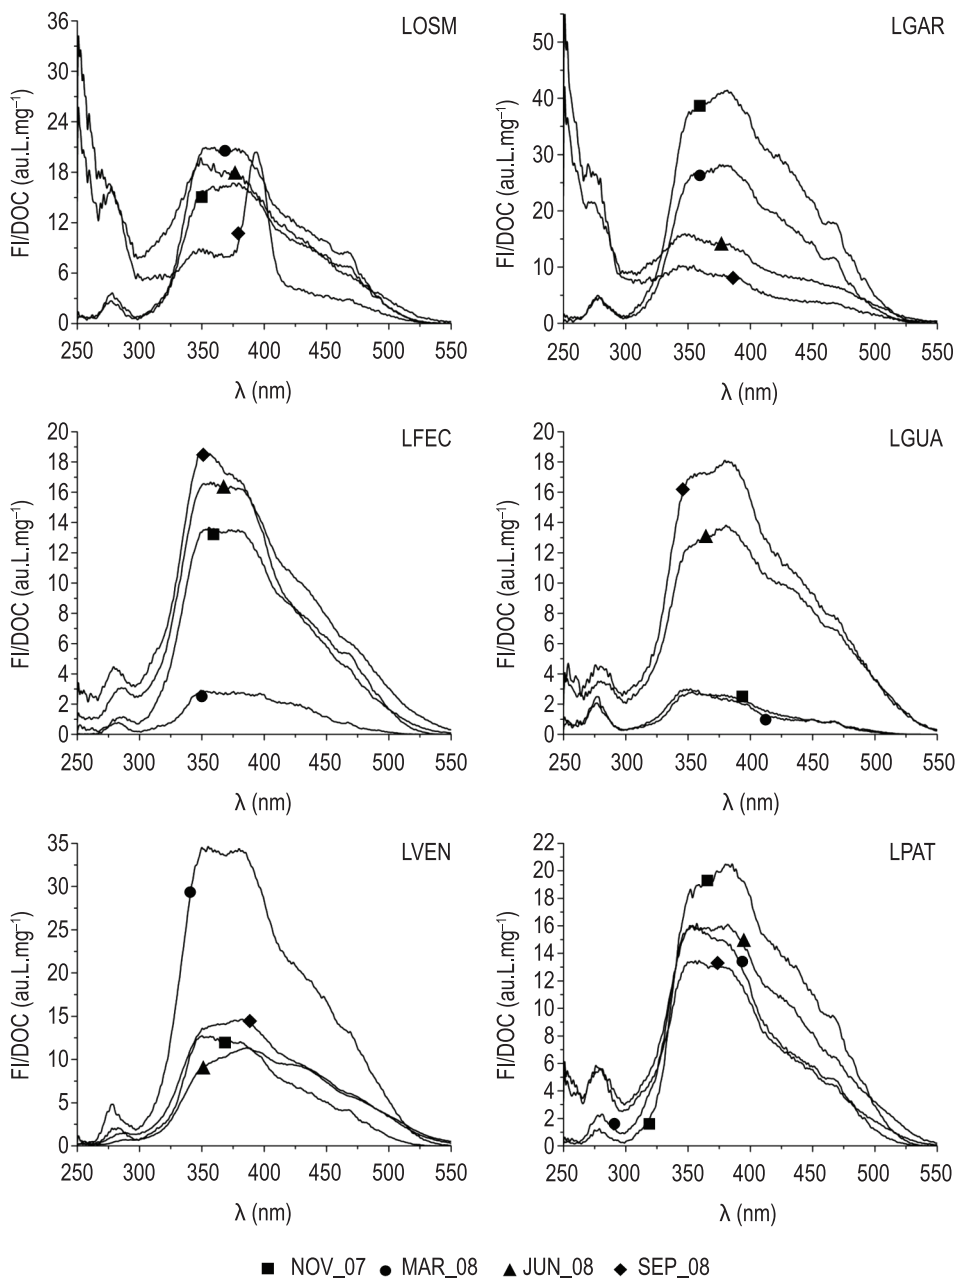 LOSM
36
30
24
18
12
6
0
FI/DOC (au.L.mg⁻¹)
250 300 350 400 450 500 550
λ (nm)
LGAR
50
40
30
20
10
0
FI/DOC (au.L.mg⁻¹)
250 300 350 400 450 500 550
λ (nm)
LFEC
20
18
16
14
12
10
8
6
4
2
0
FI/DOC (au.L.mg⁻¹)
250 300 350 400 450 500 550
λ (nm)
LGUA
20
18
16
14
12
10
8
6
4
2
0
FI/DOC (au.L.mg⁻¹)
250 300 350 400 450 500 550
λ (nm)
LVEN
35
30
25
20
15
10
5
0
FI/DOC (au.L.mg⁻¹)
250 300 350 400 450 500 550
λ (nm)
LPAT
22
20
18
16
14
12
10
8
6
4
2
0
FI/DOC (au.L.mg⁻¹)
250 300 350 400 450 500 550
λ (nm)
■ NOV_07 ● MAR_08 ▲ JUN_08 ◆ SEP_08